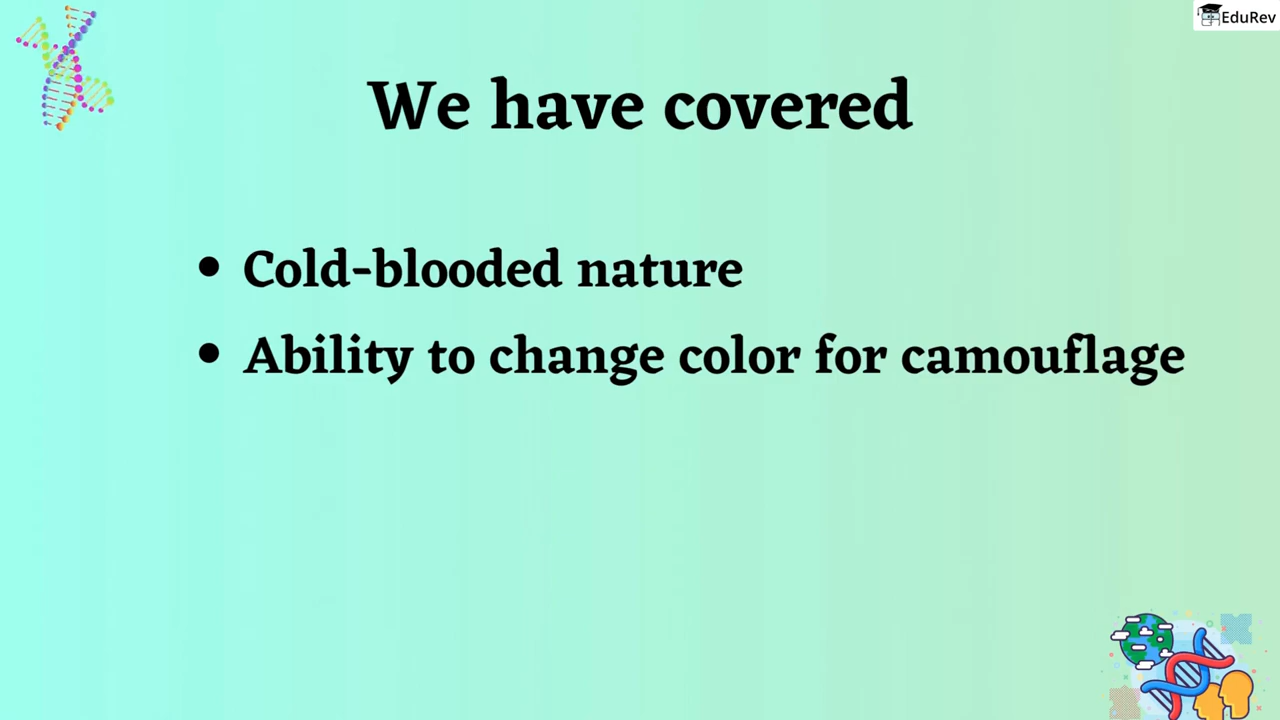 EduRev
We have covered
• Cold-blooded nature
• Ability to change color for camouflage